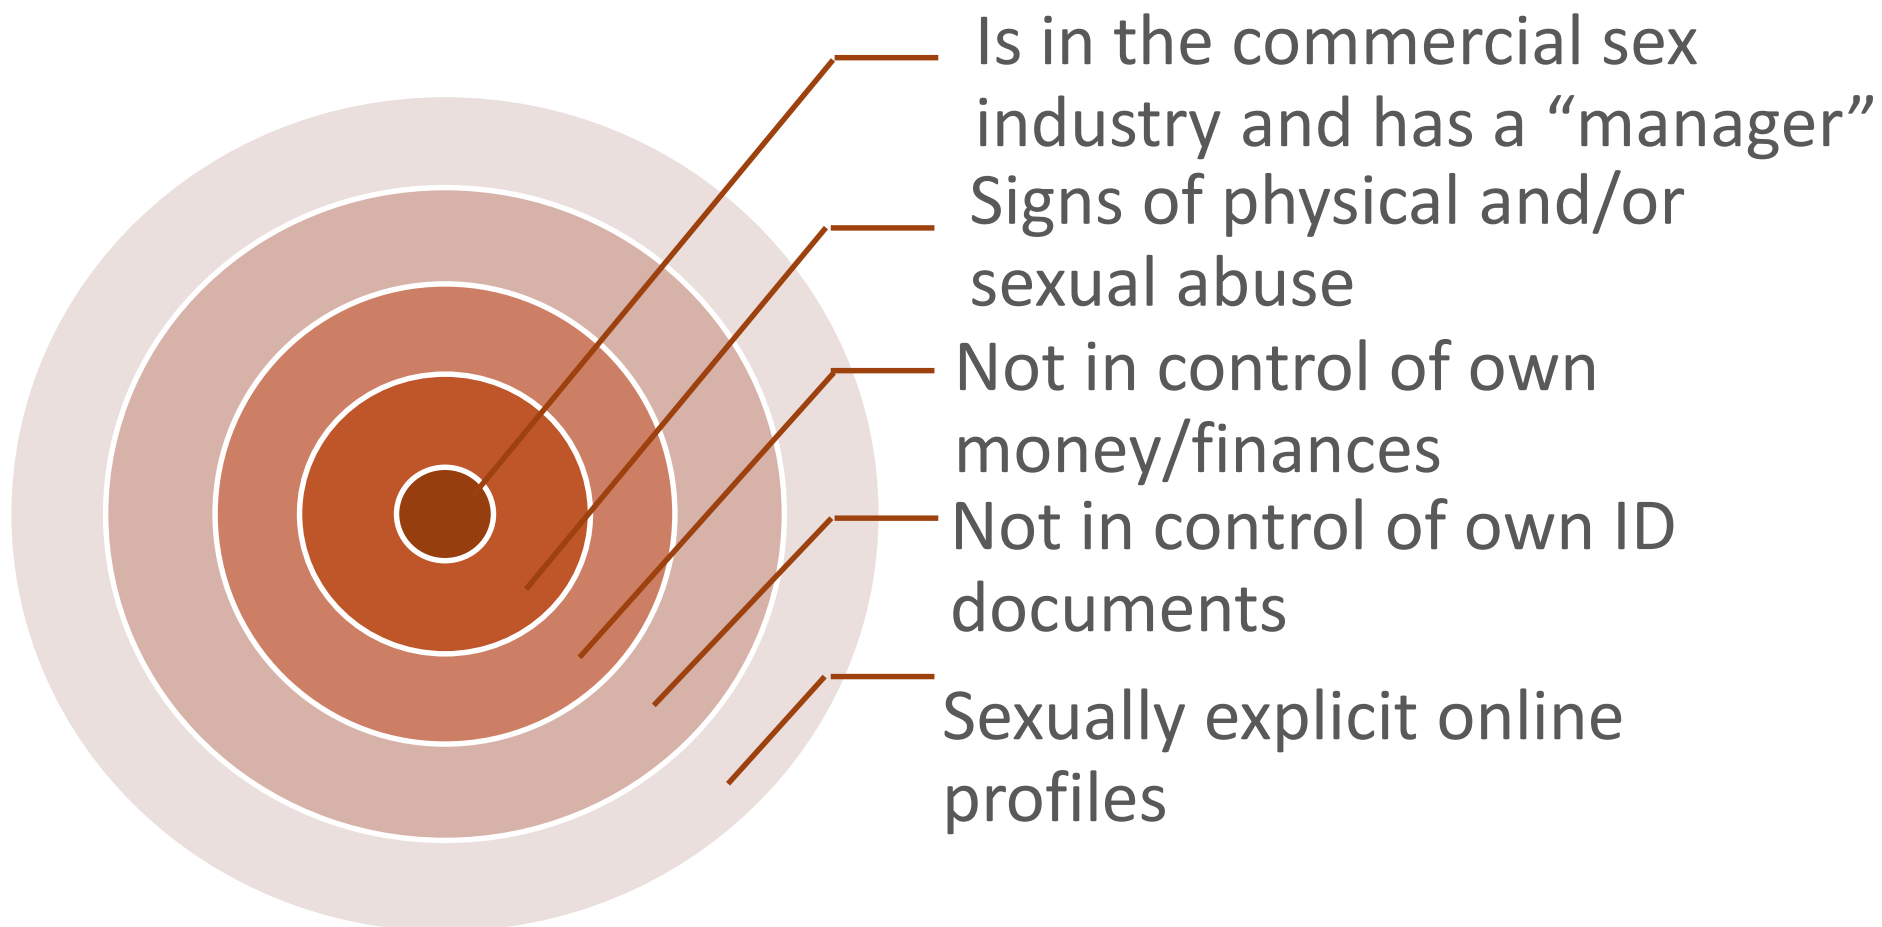 Is in the commercial sex
industry and has a “manager”
Signs of physical and/or
sexual abuse
Not in control of own
money/finances
Not in control of own ID
documents
Sexually explicit online
profiles